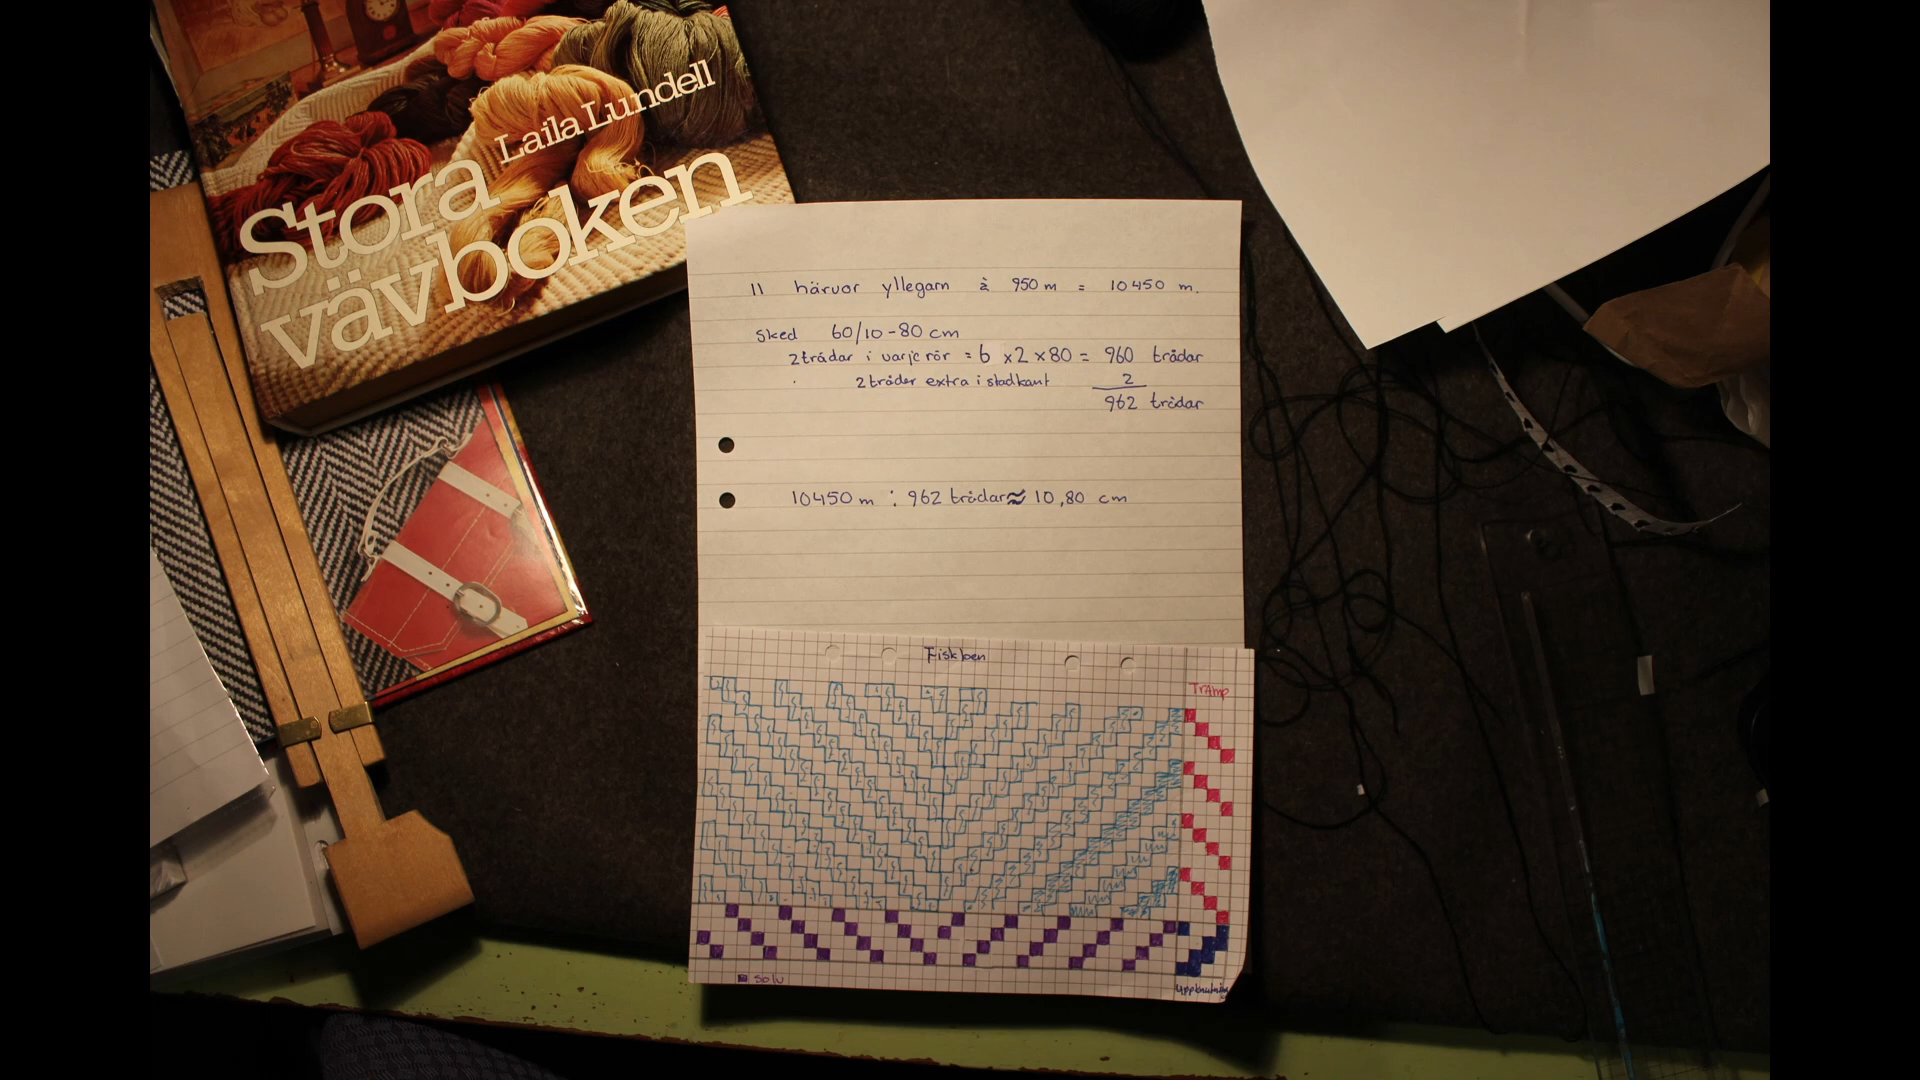 Laila Lundell
Stora
vävboken
11 härvor yllegarn à 950 m = 10450 m.
Sked 60/10 - 80 cm
2 trådar i varje rör = 6 x 2 x 80 = 960 trådar
2 trådar extra i stadkant 2
962 trådar
10450 m : 962 trådar ≈ 10,80 cm
Fiskben
Tramp
solv
Uppknutning